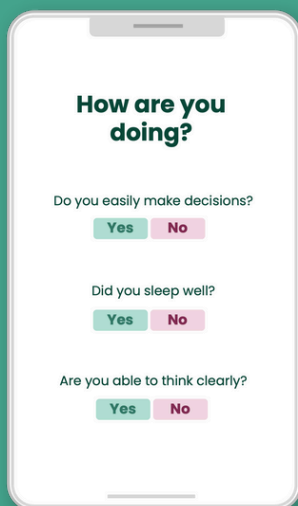 How are you
doing?
Do you easily make decisions?
Yes No
Did you sleep well?
Yes No
Are you able to think clearly?
Yes No